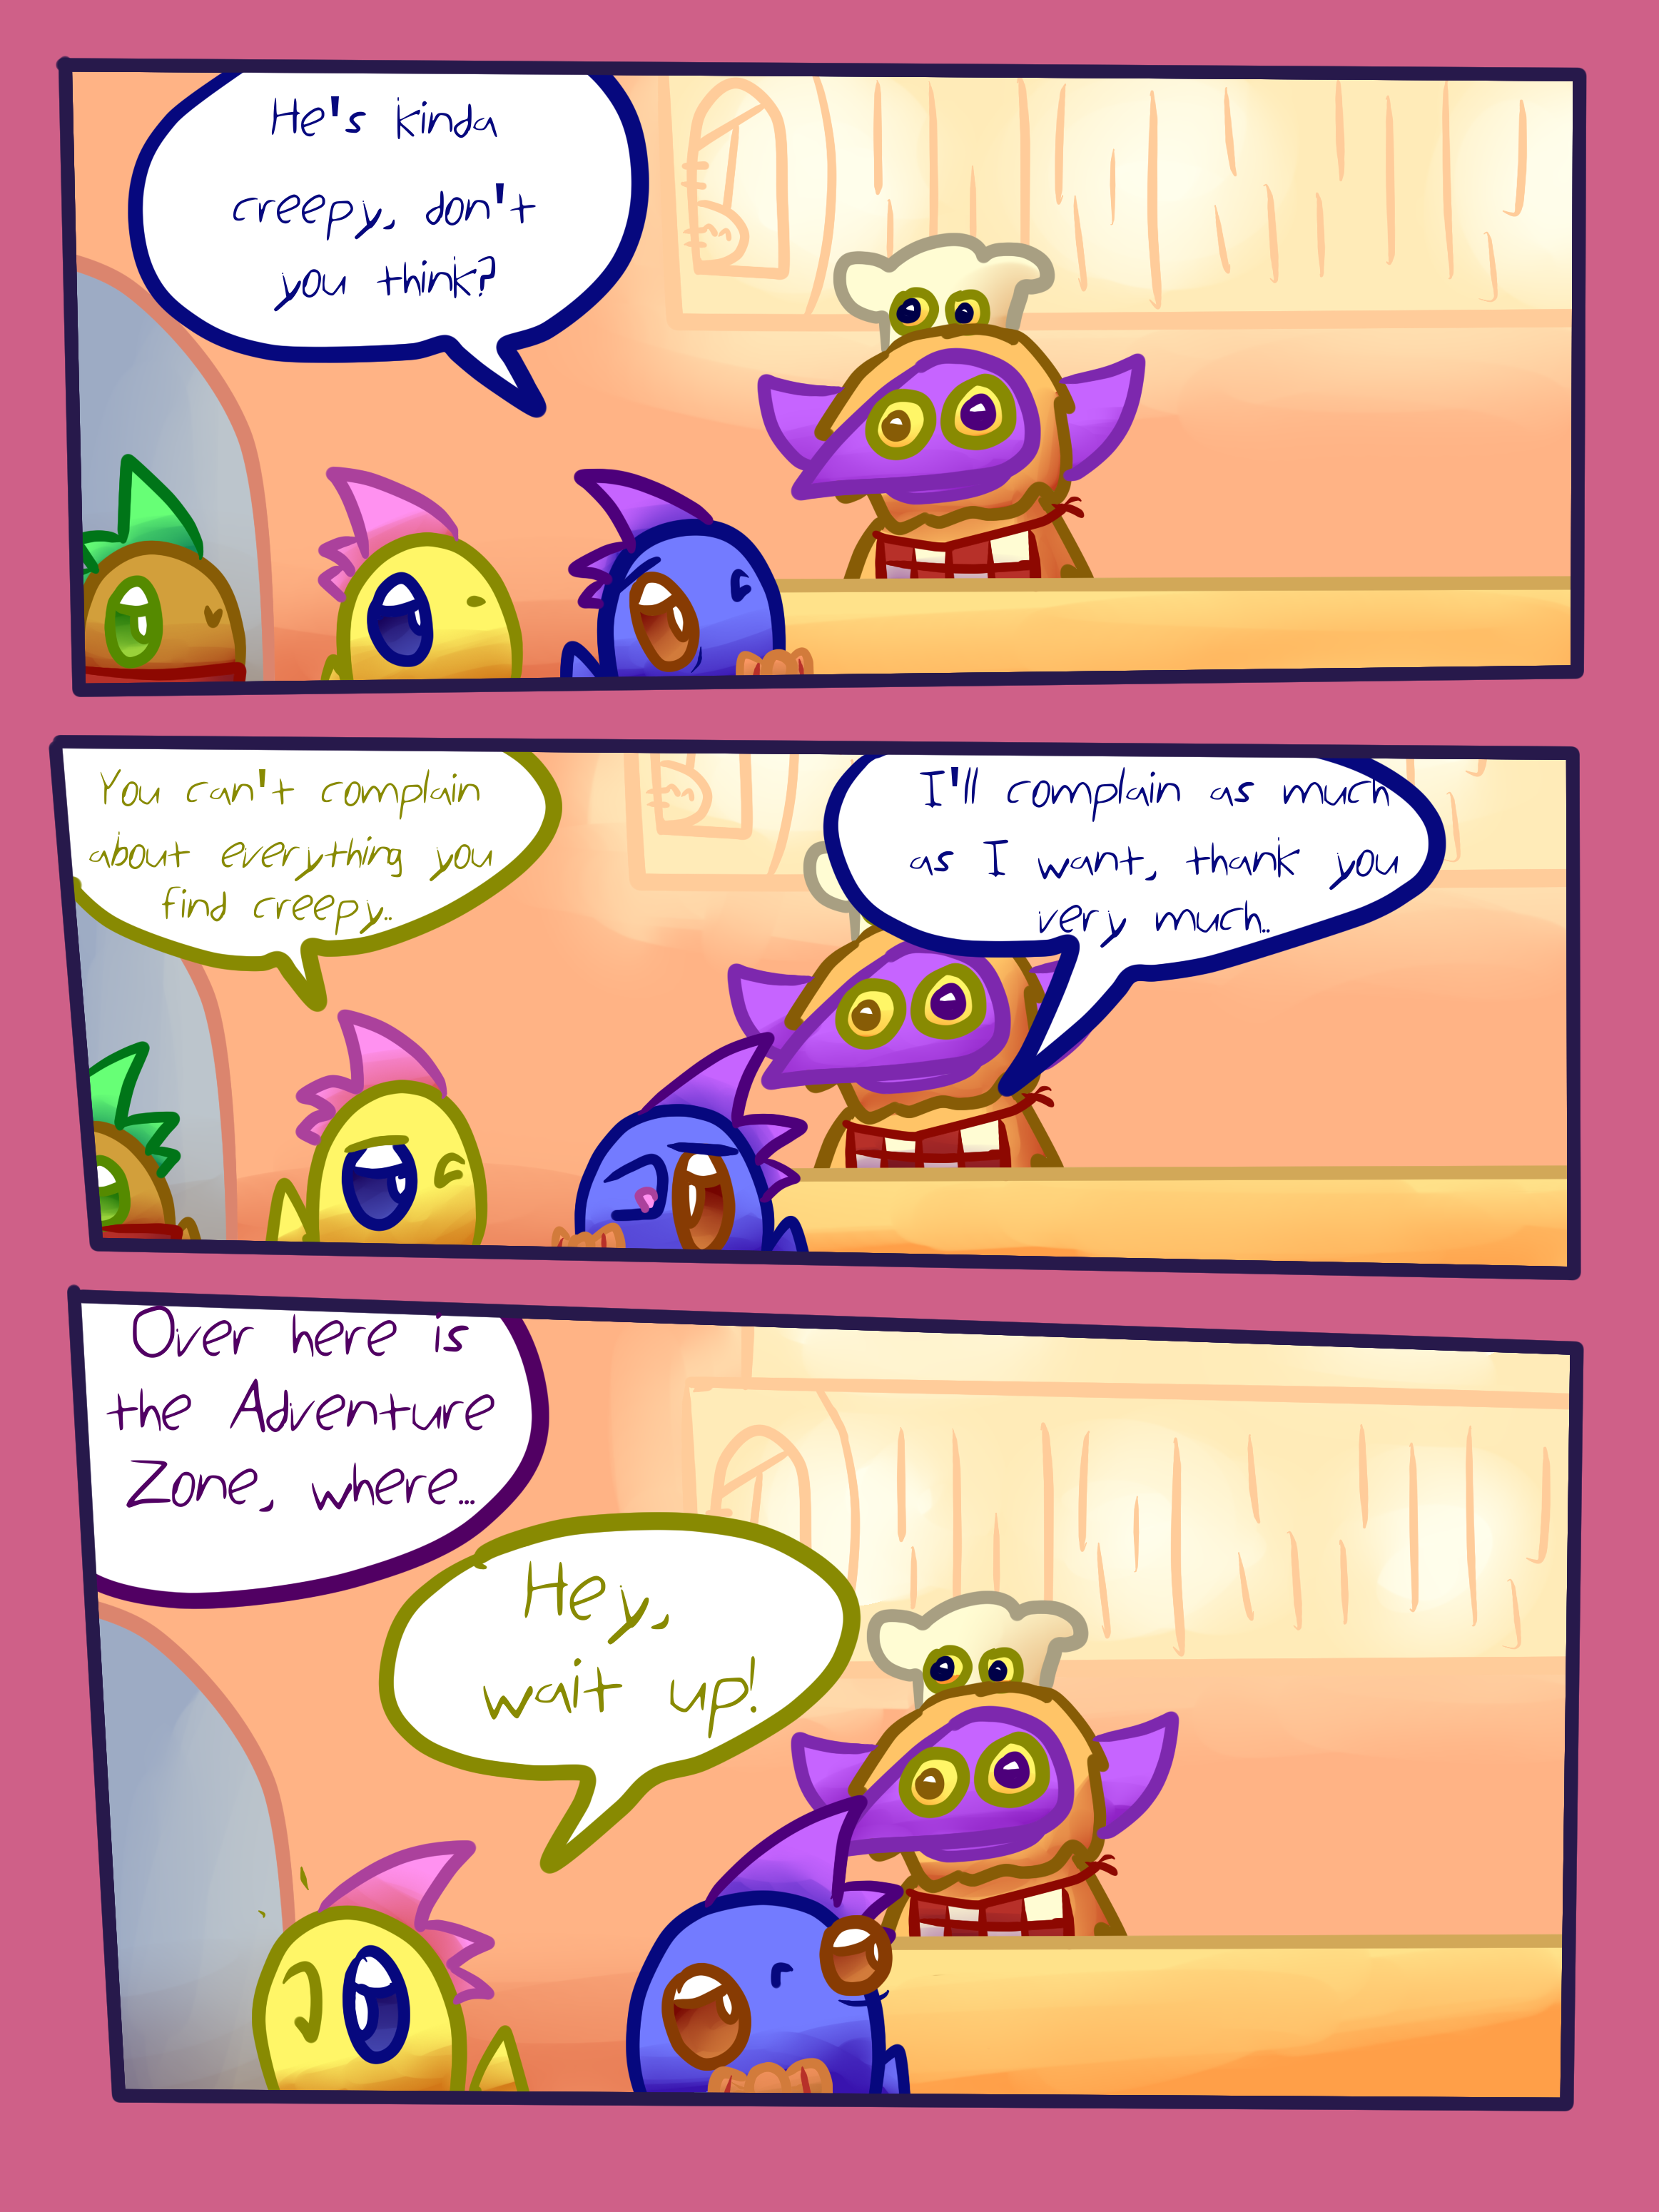 He's kinda
creepy, don't
you think?
You can't complain
about everything you
find creepy..
I'll complain as much
as I want, thank you
very much..
Over here is
the Adventure
Zone, where...
Hey,
wait up!